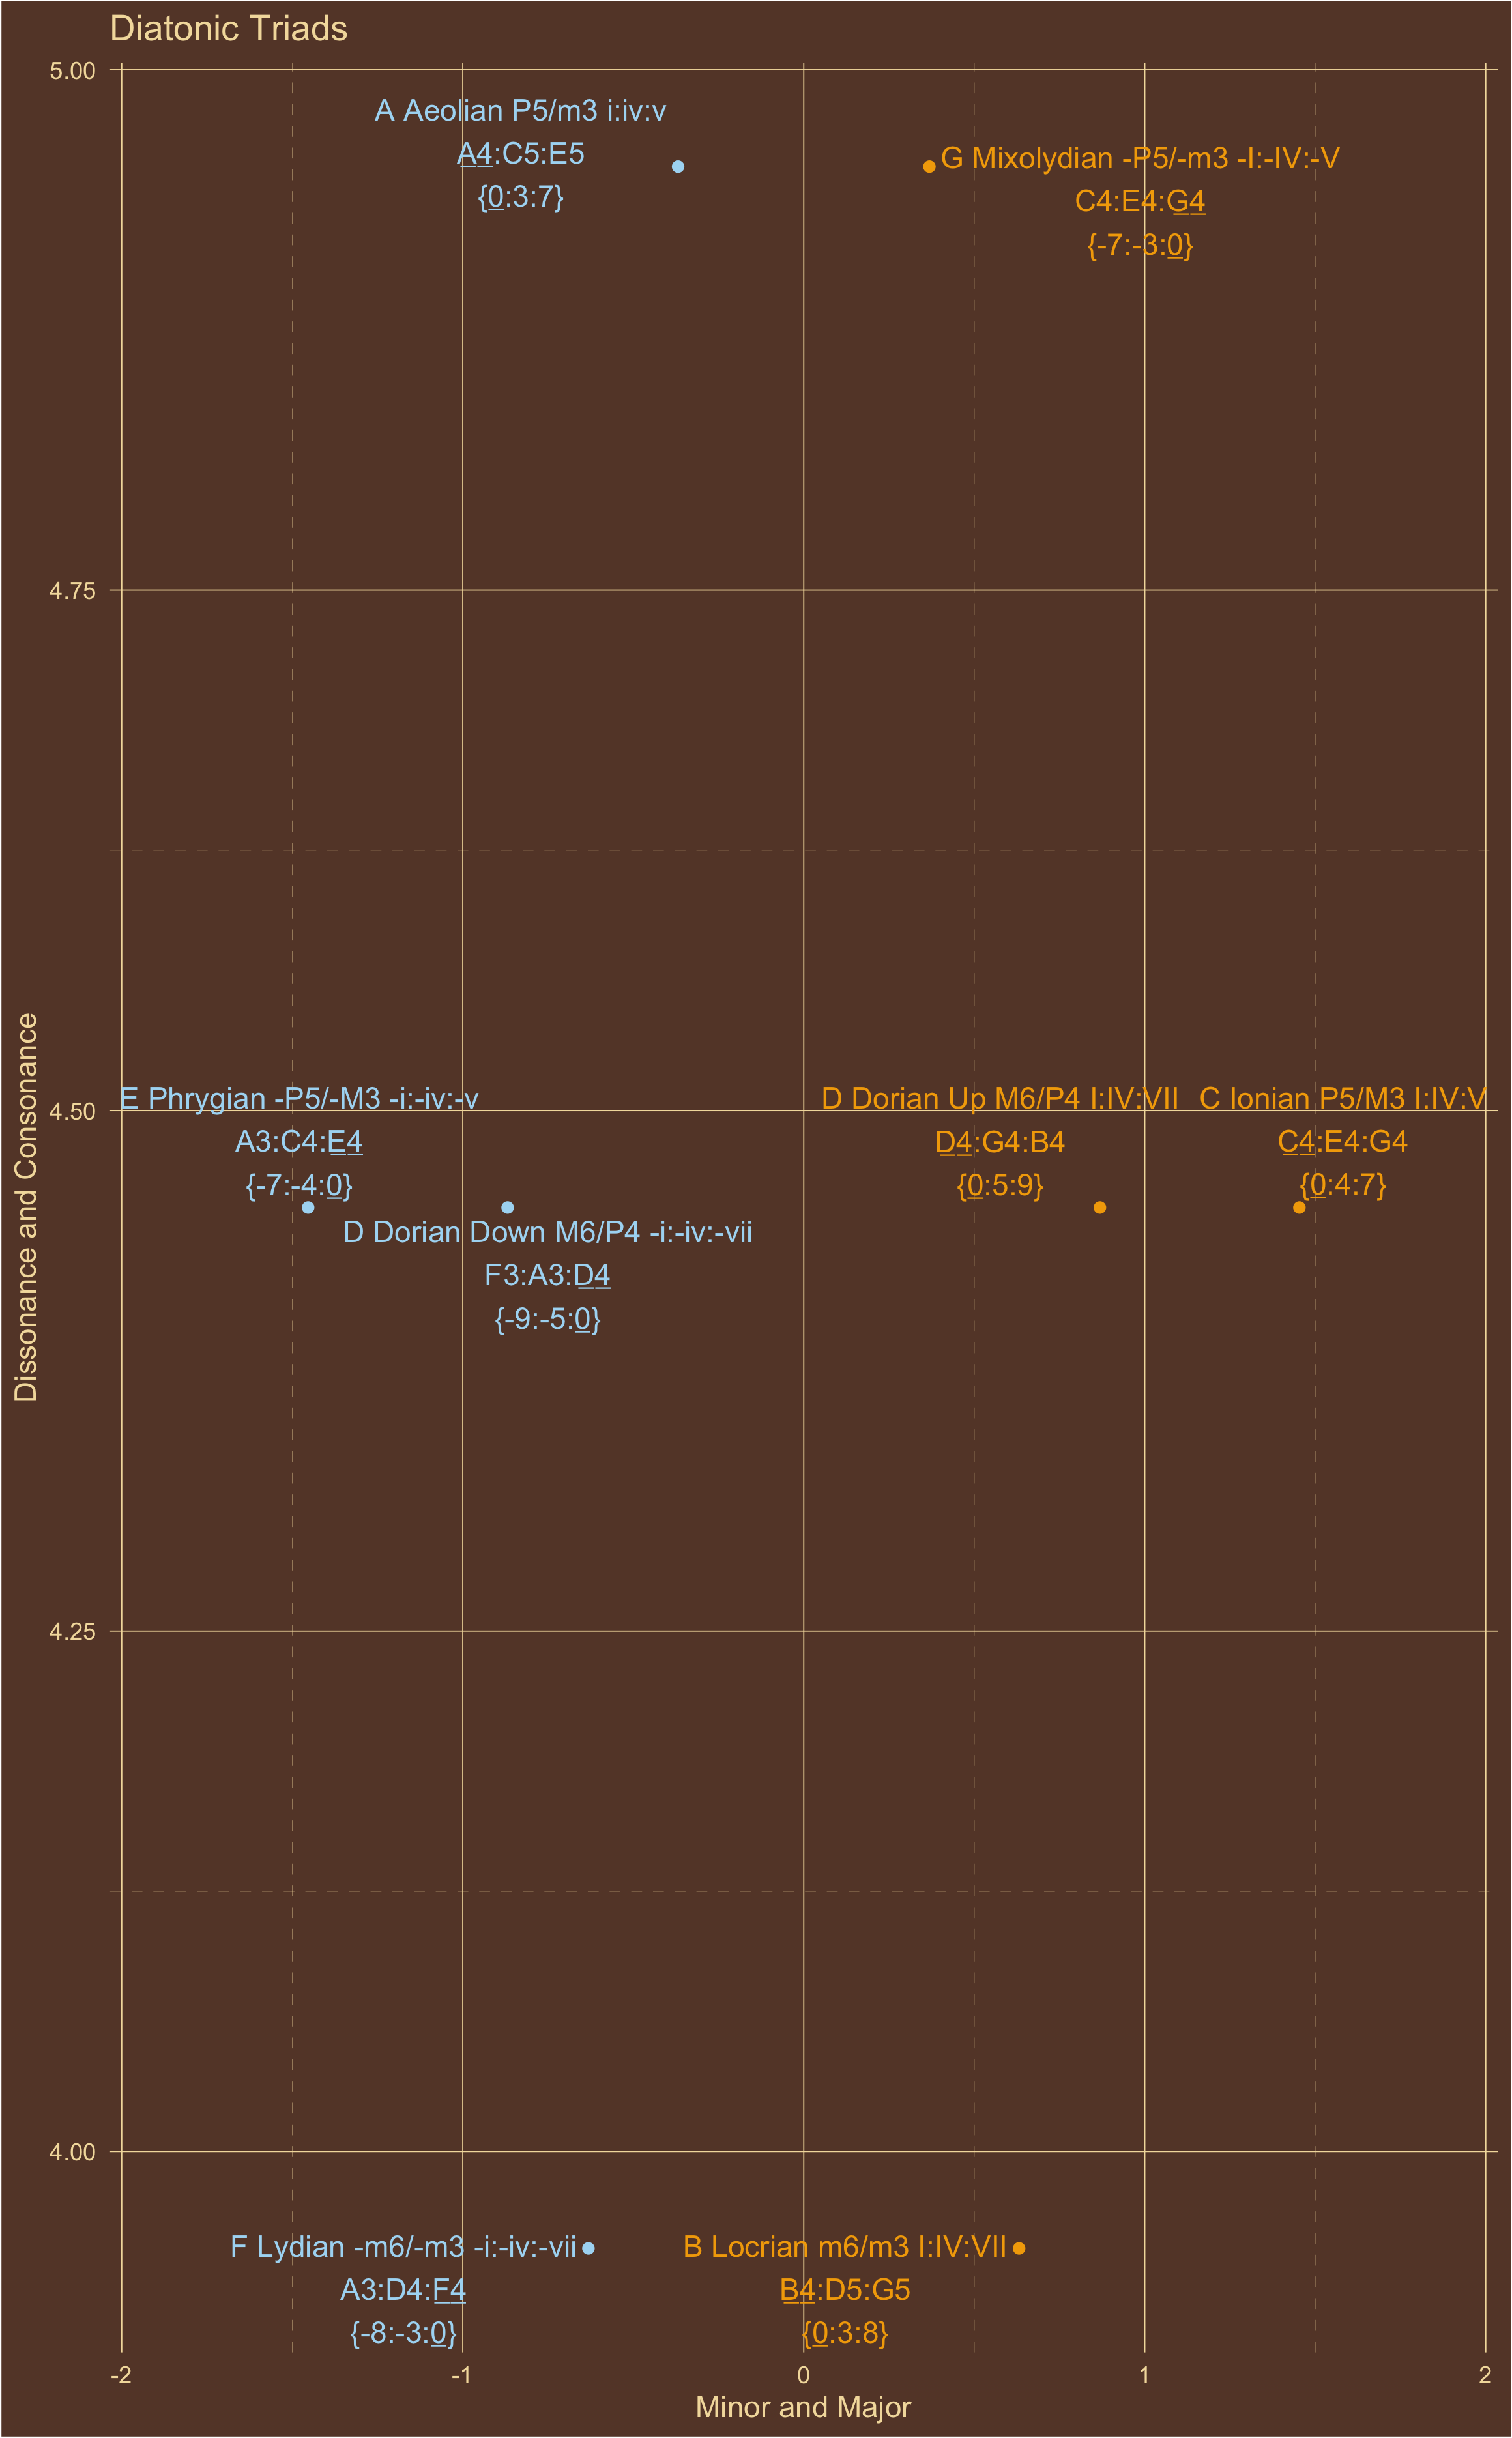 Diatonic Triads
5.00
A Aeolian P5/m3 i:iv:v
A4:C5:E5
{0:3:7}
G Mixolydian -P5/-m3 -I:-IV:-V
C4:E4:G4
{-7:-3:0}
4.75
Dissonance and Consonance
4.50
E Phrygian -P5/-M3 -i:-iv:-v
A3:C4:E4
{-7:-4:0}
D Dorian Down M6/P4 -i:-iv:-vii
F3:A3:D4
{-9:-5:0}
D Dorian Up M6/P4 I:IV:VII
D4:G4:B4
{0:5:9}
C Ionian P5/M3 I:IV:V
C4:E4:G4
{0:4:7}
4.25
4.00
F Lydian -m6/-m3 -i:-iv:-vii
A3:D4:F4
{-8:-3:0}
B Locrian m6/m3 I:IV:VII
B4:D5:G5
{0:3:8}
-2 -1 0 1 2
Minor and Major